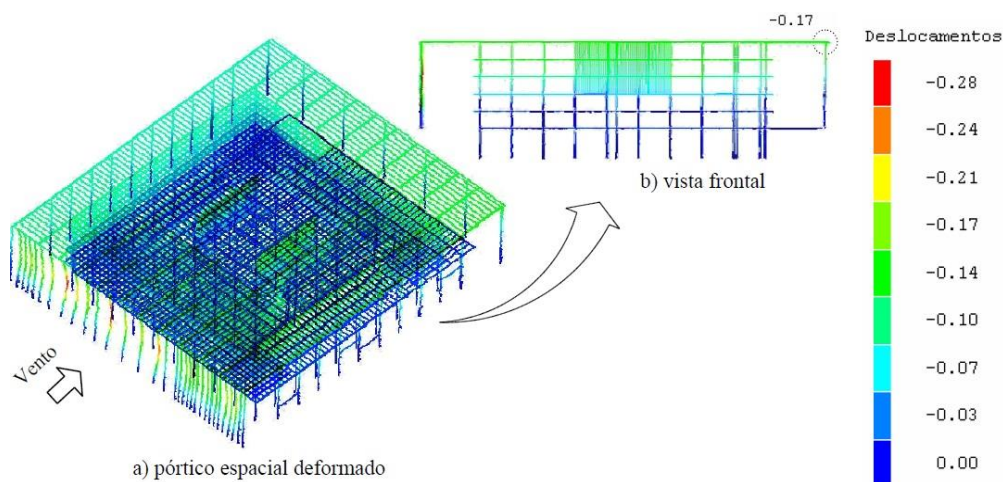 -0.17
Deslocamentos
-0.28
-0.24
-0.21
-0.17
-0.14
-0.10
-0.07
-0.03
0.00
b) vista frontal
Vento
a) pórtico espacial deformado